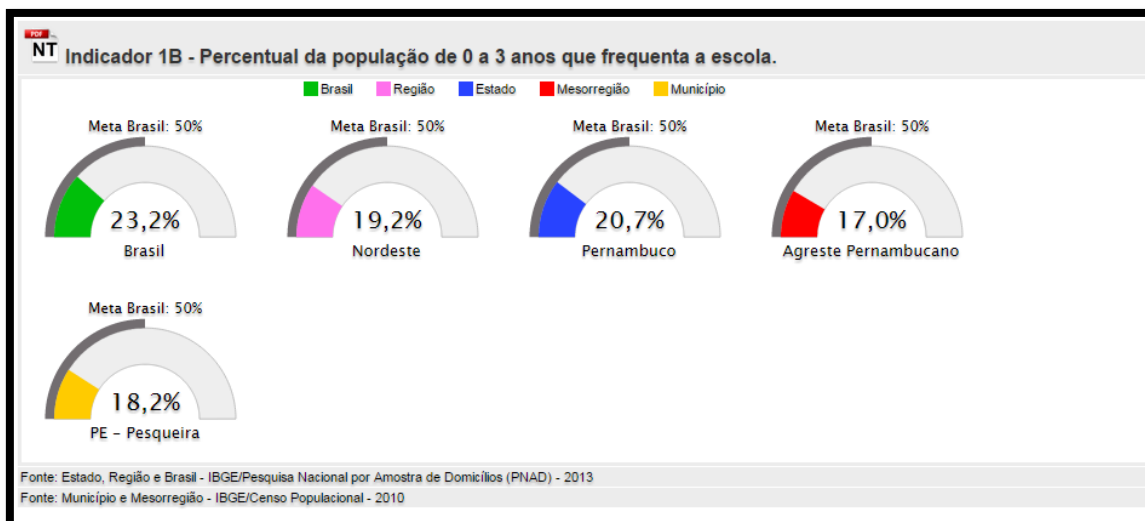 PDF
NT
Indicador 1B - Percentual da população de 0 a 3 anos que frequenta a escola.
Brasil Região Estado Mesorregião Município
Meta Brasil: 50% Meta Brasil: 50% Meta Brasil: 50% Meta Brasil: 50%
23,2% 19,2% 20,7% 17,0%
Brasil Nordeste Pernambuco Agreste Pernambucano
Meta Brasil: 50%
18,2%
PE - Pesqueira
Fonte: Estado, Região e Brasil - IBGE/Pesquisa Nacional por Amostra de Domicílios (PNAD) - 2013
Fonte: Município e Mesorregião - IBGE/Censo Populacional - 2010